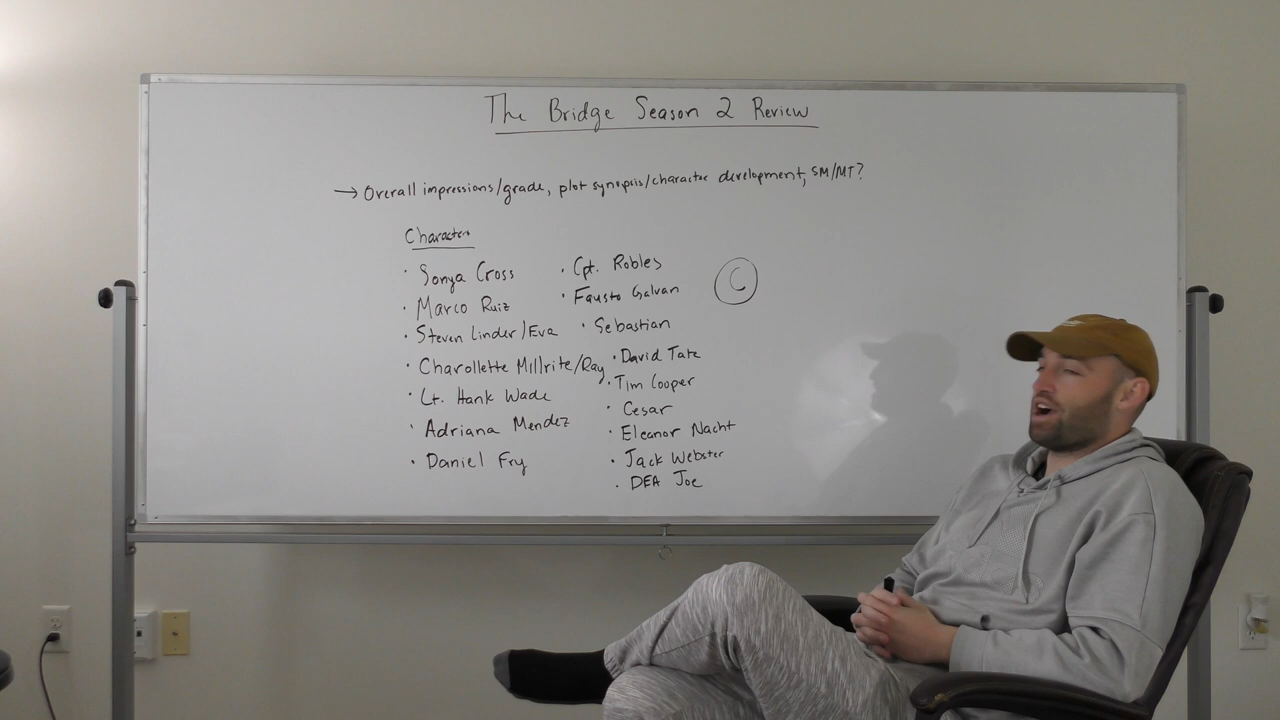 The Bridge Season 2 Review
→ Overall impressions/grade, plot synopsis/character development, SM/MT?
Characters
· Sonya Cross
· Marco Ruiz
· Steven Linder/Eva
· Charollette Millrite/Ray
· Lt. Hank Wade
· Adriana Mendez
· Daniel Fry
· Cpt. Robles
· Fausto Galvan
· Sebastian
· David Tate
· Tim Cooper
· Cesar
· Eleanor Nacht
· Jack Webster
· DEA Joe
C